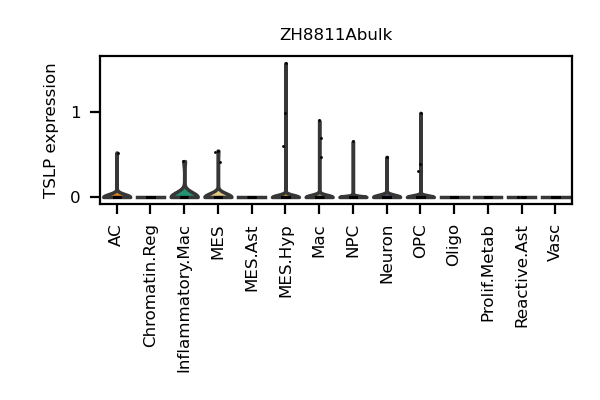 ZH8811Abulk
TSLP expression
1
0
AC
Chromatin.Reg
Inflammatory.Mac
MES
MES.Ast
MES.Hyp
Mac
NPC
Neuron
OPC
Oligo
Prolif.Metab
Reactive.Ast
Vasc